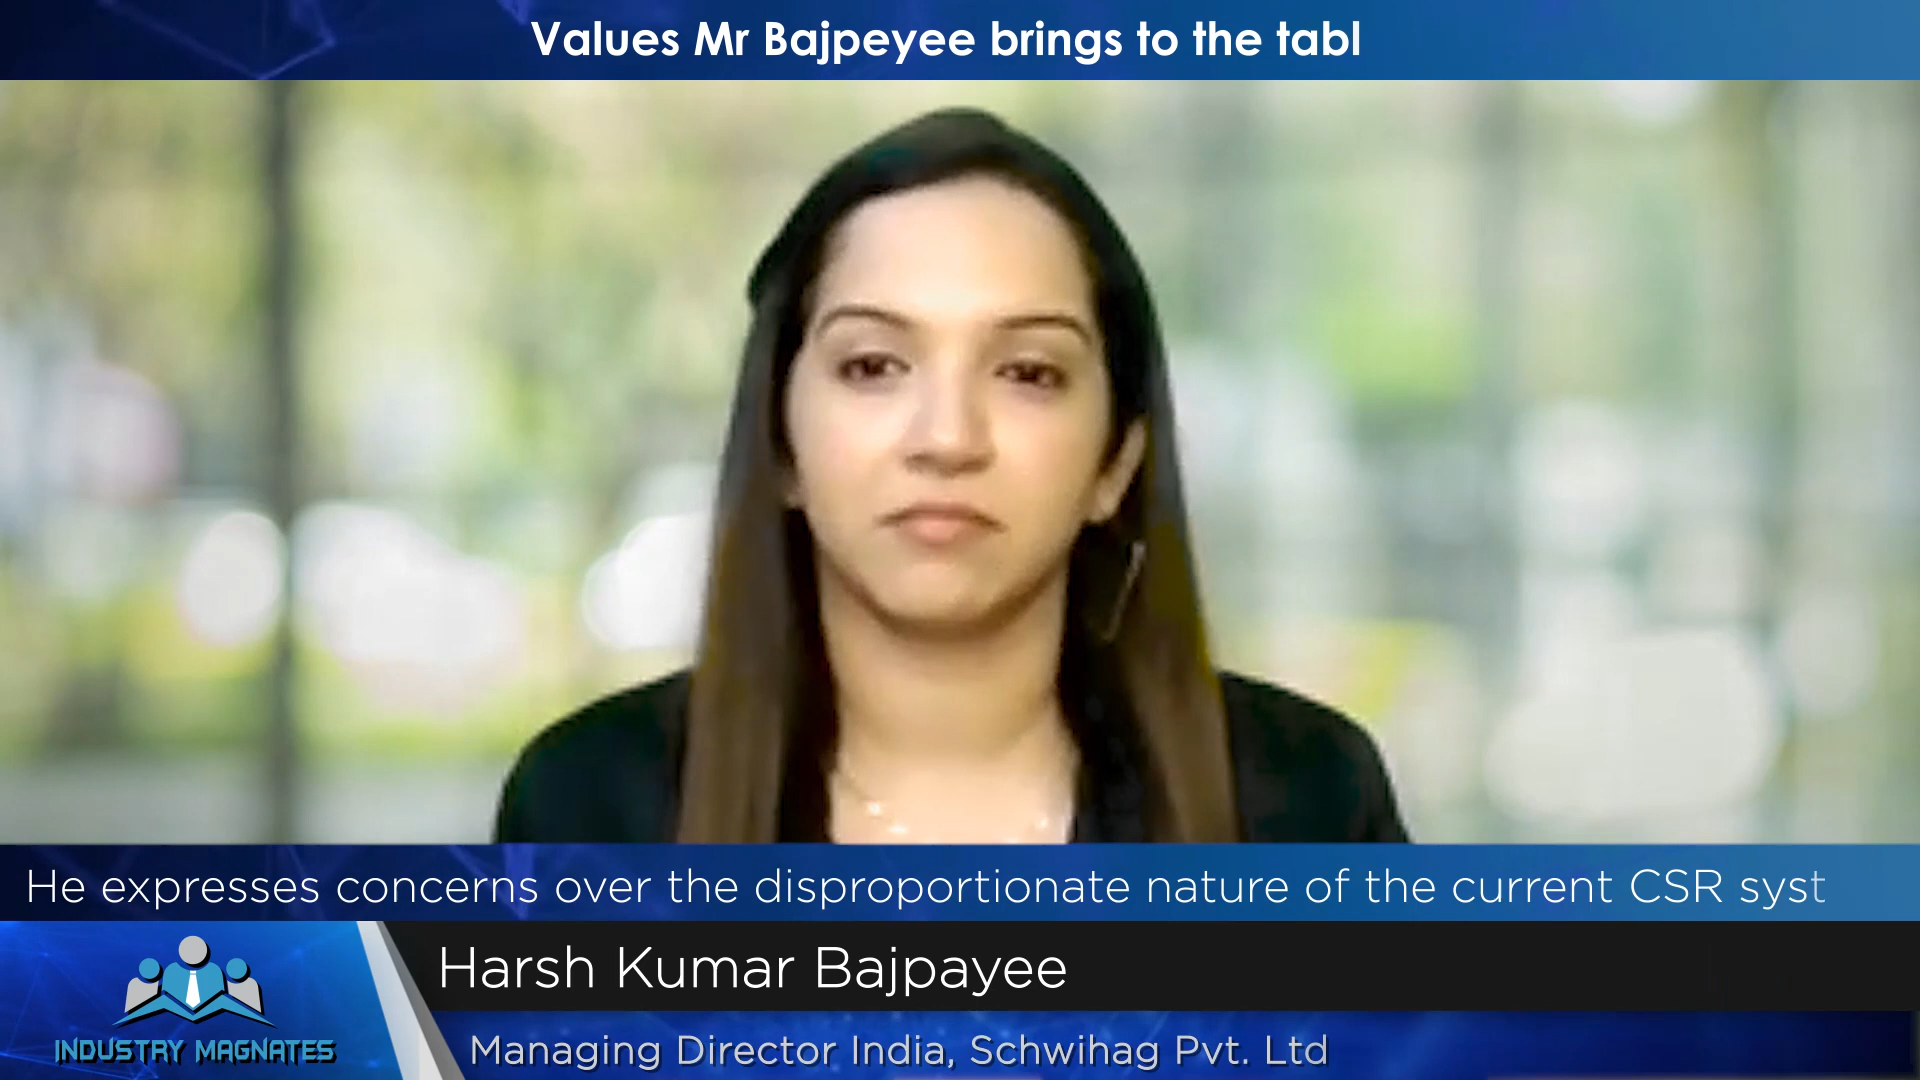 Values Mr Bajpeyee brings to the tabl
He expresses concerns over the disproportionate nature of the current CSR syst
Harsh Kumar Bajpayee
INDUSTRY MAGNATES
Managing Director India, Schwihag Pvt. Ltd